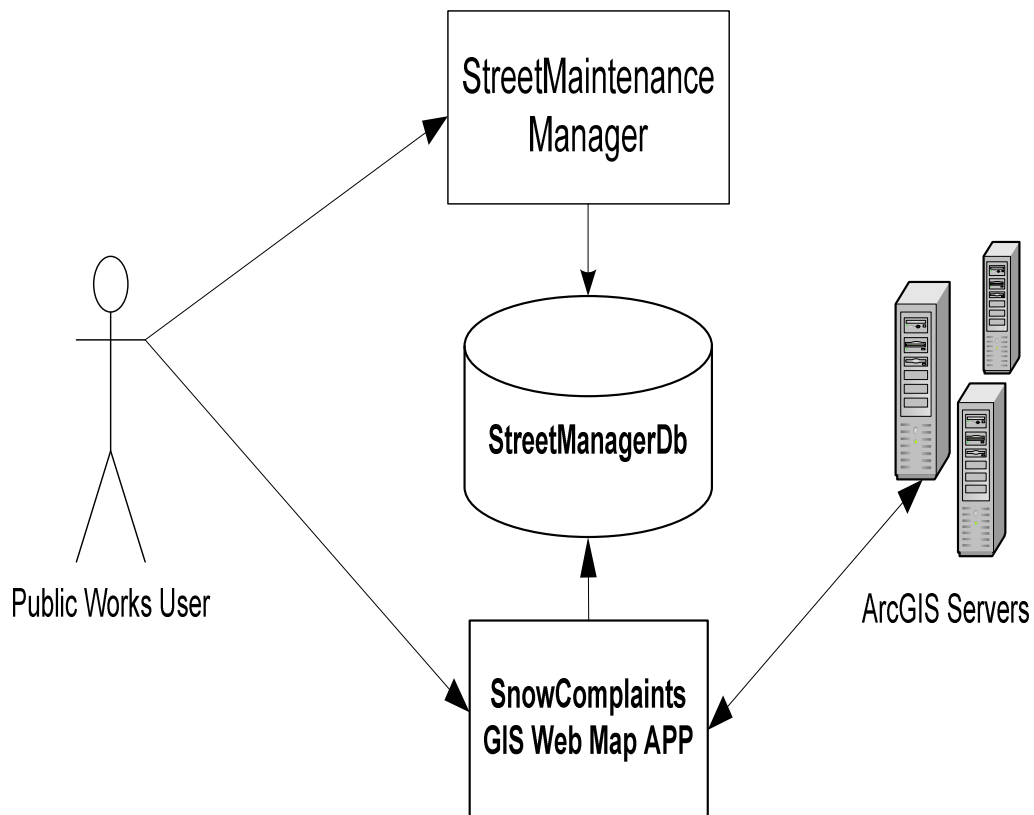 StreetMaintenance
Manager
StreetManagerDb
Public Works User
ArcGIS Servers
SnowComplaints
GIS Web Map APP